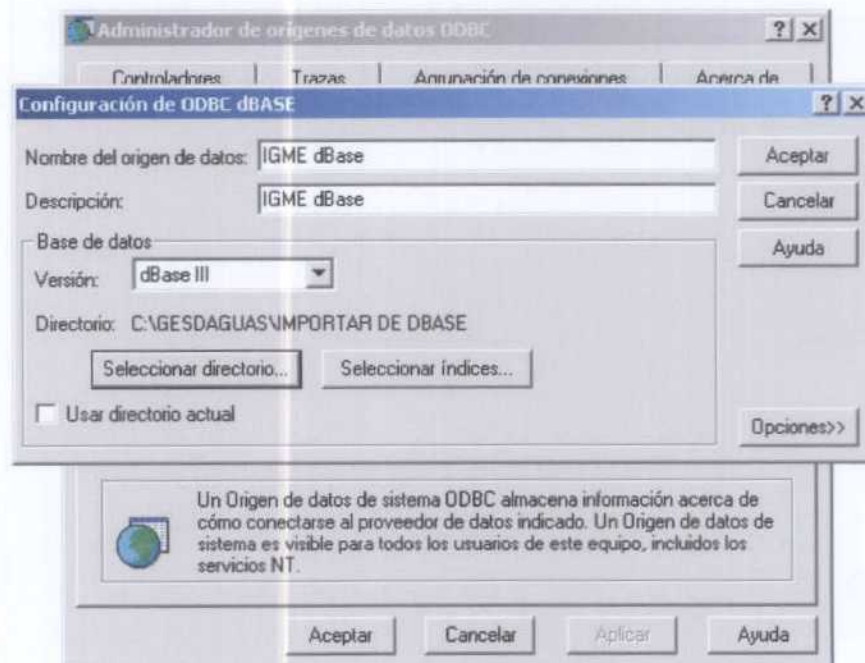 Administrador de orígenes de datos ODBC
Controladores Trazas Agrupación de conexiones Acerca de
Configuración de ODBC dBASE
Nombre del origen de datos: IGME dBase Aceptar
Descripción: IGME dBase Cancelar
Base de datos Ayuda
Versión: dBase III
Directorio: C:\GESDAGUAS\IMPORTAR DE DBASE
Seleccionar directorio... Seleccionar índices...
Usar directorio actual
Opciones>>
Un Origen de datos de sistema ODBC almacena información acerca de
cómo conectarse al proveedor de datos indicado. Un Origen de datos de
sistema es visible para todos los usuarios de este equipo, incluidos los
servicios NT.
Aceptar Cancelar Aplicar Ayuda